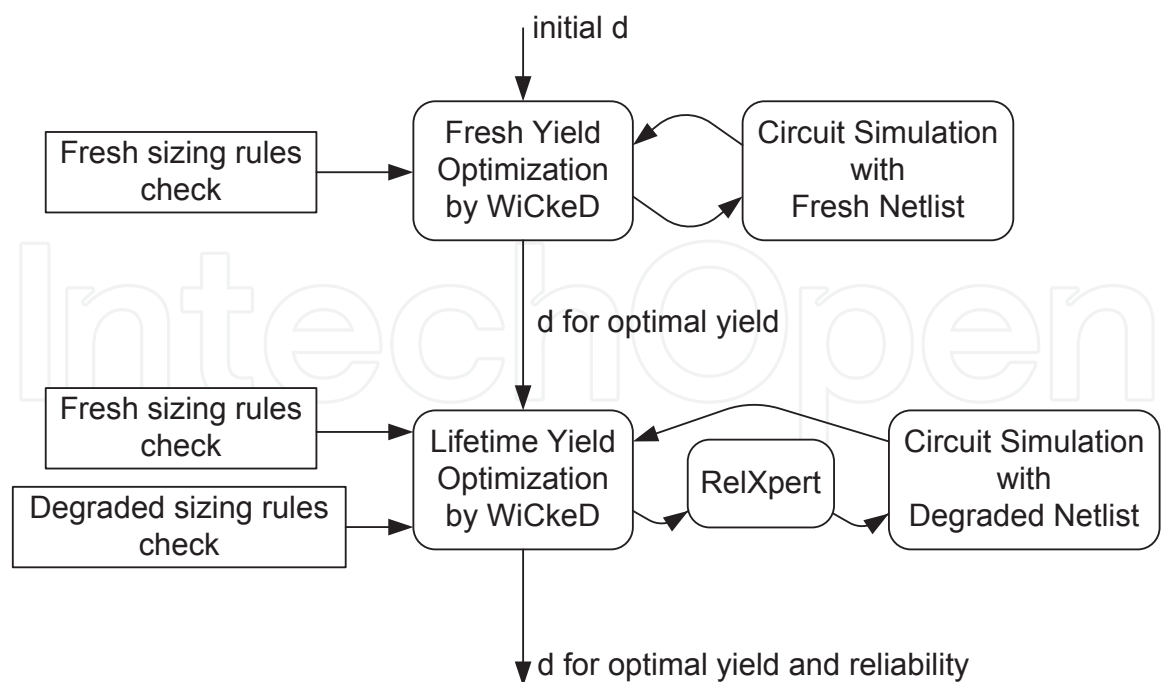 initial d
Fresh sizing rules
check
Fresh Yield
Optimization
by WiCkeD
Circuit Simulation
with
Fresh Netlist
IntechOpen
d for optimal yield
Fresh sizing rules
check
Degraded sizing rules
check
Lifetime Yield
Optimization
by WiCkeD
RelXpert
Circuit Simulation
with
Degraded Netlist
d for optimal yield and reliability